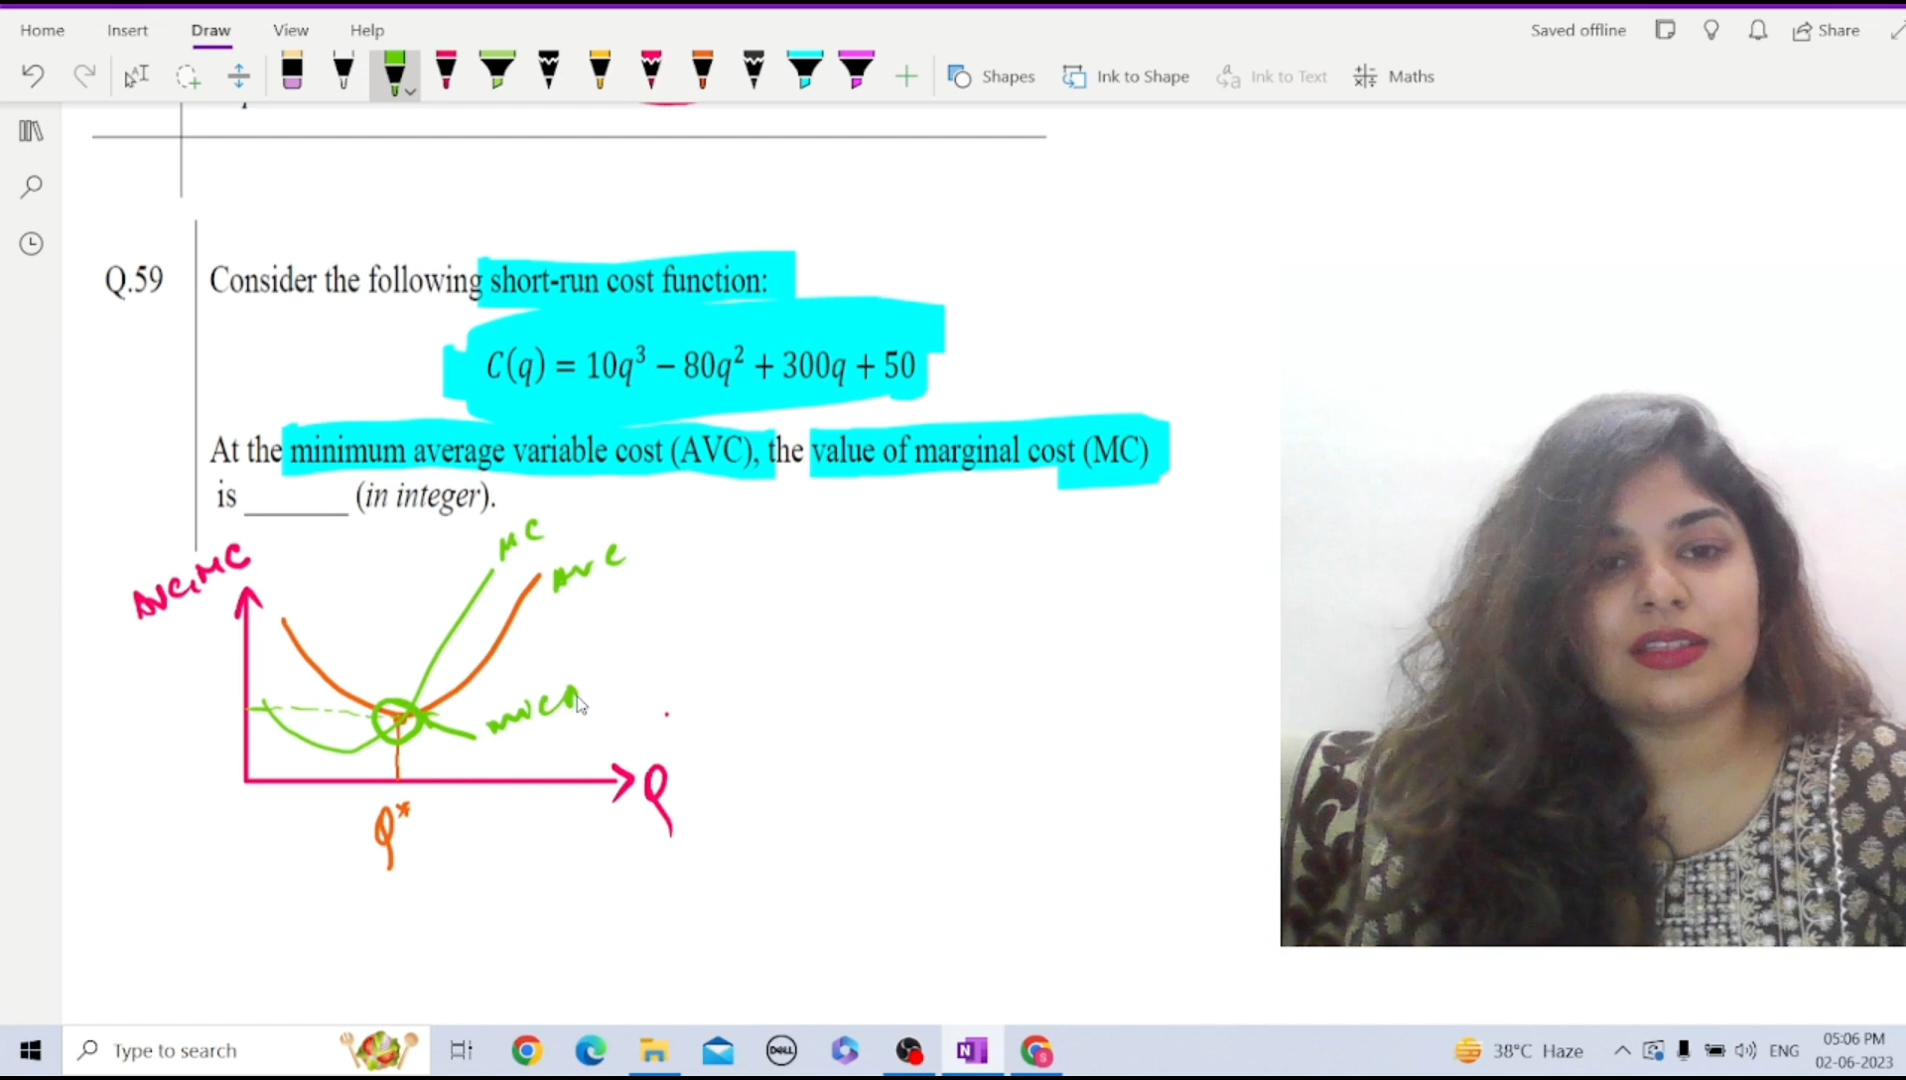 Home Insert Draw View Help Saved offline Share
Shapes Ink to Shape Ink to Text Maths
Q.59 Consider the following short-run cost function:
C(q) = 10q³ − 80q² + 300q + 50
At the minimum average variable cost (AVC), the value of marginal cost (MC)
is ________ (in integer).
MC
AVC
AVC, MC
Q
Q*
Type to search
DELL
N
S
38°C Haze
ENG
05:06 PM
02-06-2023